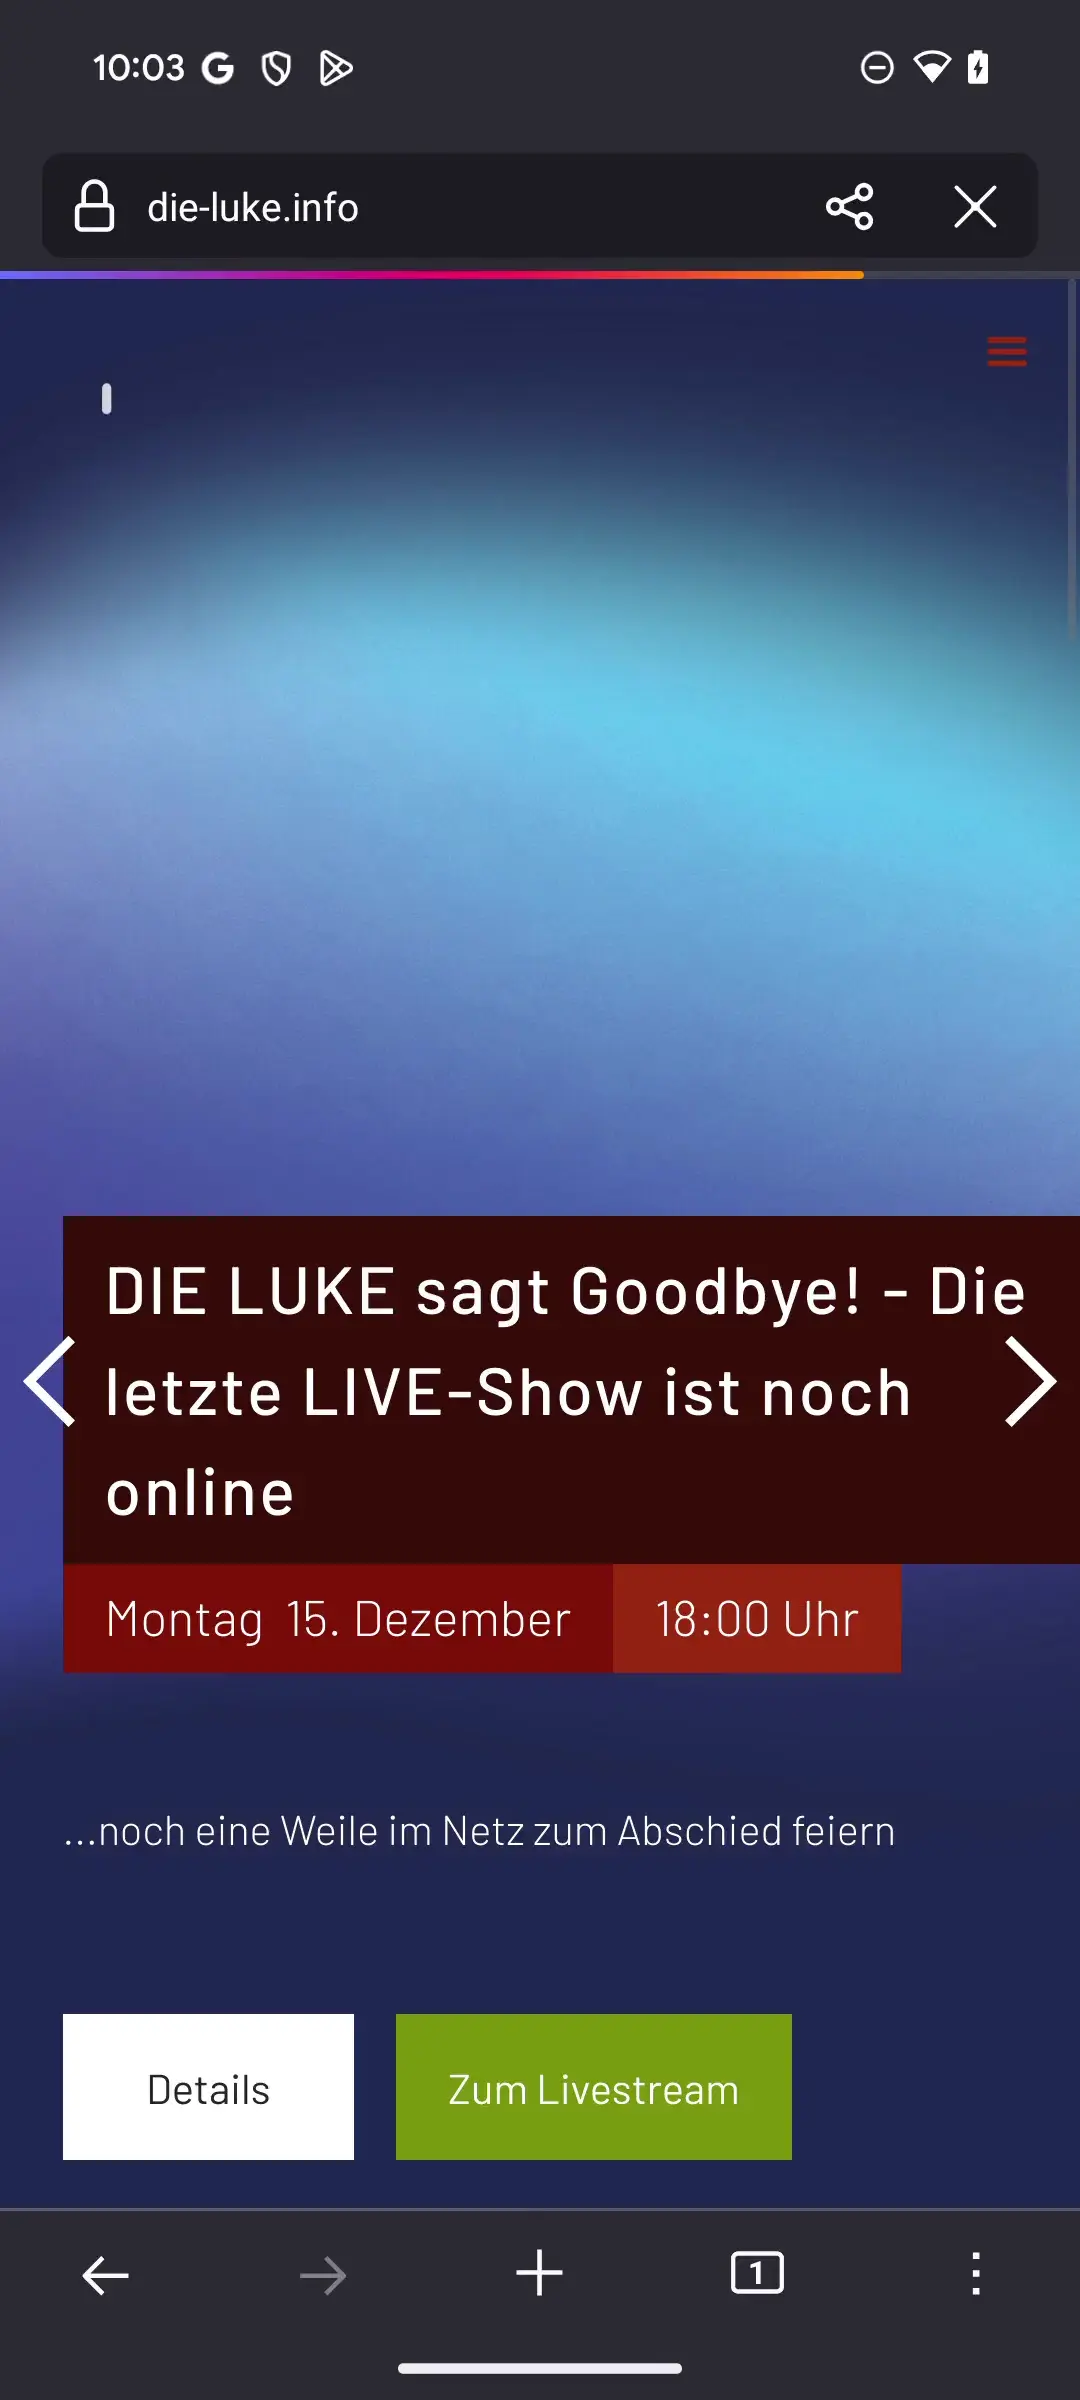 10:03
die-luke.info
DIE LUKE sagt Goodbye! - Die
letzte LIVE-Show ist noch
online
Montag 15. Dezember 18:00 Uhr
...noch eine Weile im Netz zum Abschied feiern
Details Zum Livestream
1